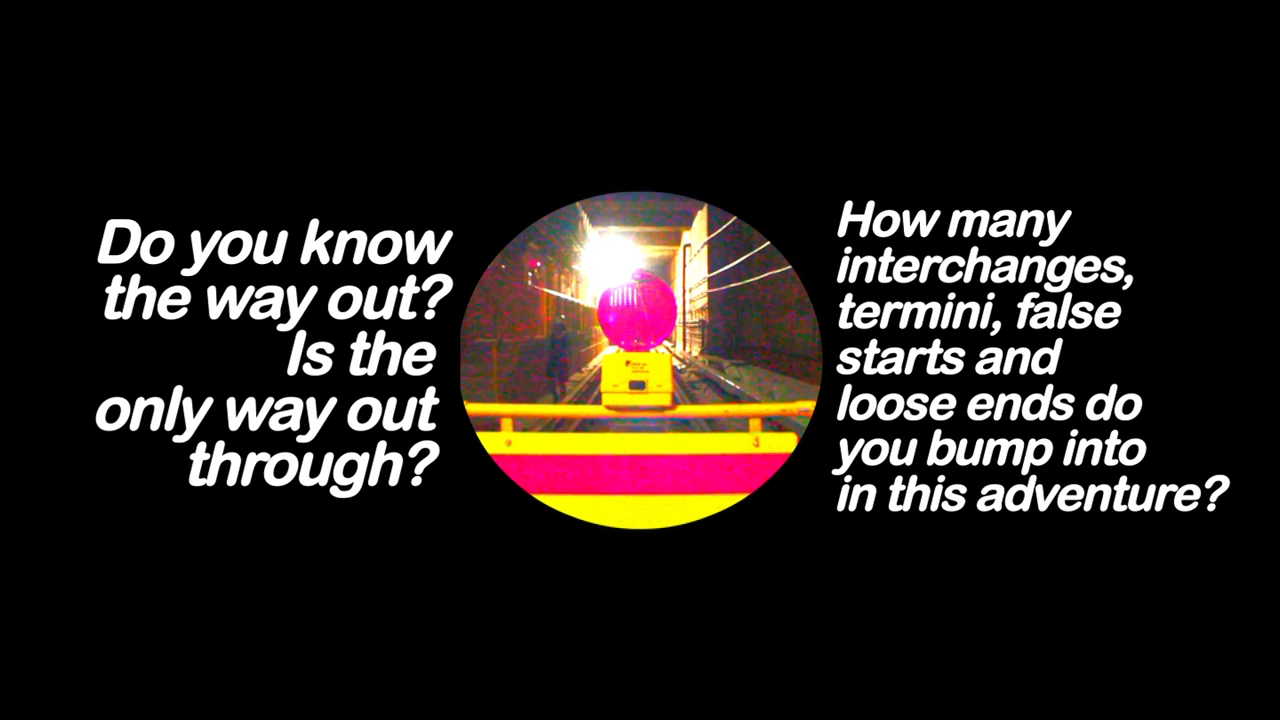 Do you know
the way out?
Is the
only way out
through?
How many
interchanges,
termini, false
starts and
loose ends do
you bump into
in this adventure?